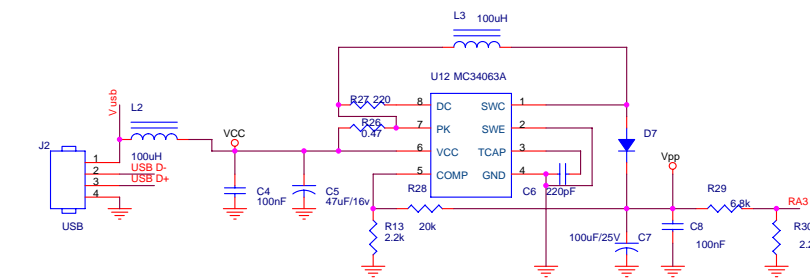 L3
100uH
U12 MC34063A
V usb
L2
R27 220
8 DC SWC 1
R26
0.47
7 PK SWE 2
D7
VCC
J2
100uH
6 VCC TCAP 3
Vpp
1
2
3
4
USB D-
USB D+
5 COMP GND 4
C4
100nF
C5
47uF/16v
R28
20k
C6 220pF
R29
6.8k
RA3
USB
R13
2.2k
100uF/25V C7
C8
100nF